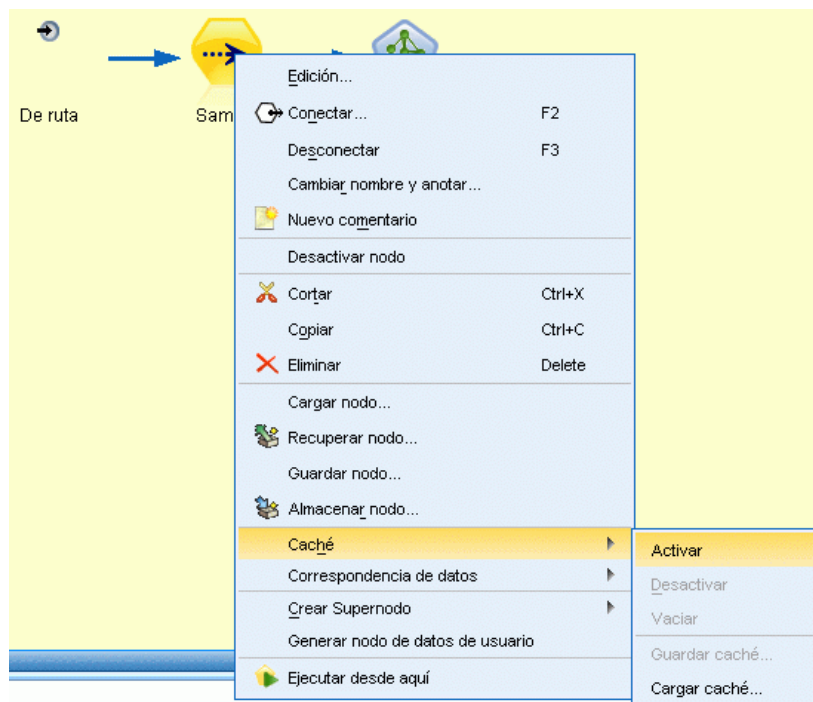 De ruta
Sam
Edición...
Conectar... F2
Desconectar F3
Cambiar nombre y anotar...
Nuevo comentario
Desactivar nodo
Cortar Ctrl+X
Copiar Ctrl+C
Eliminar Delete
Cargar nodo...
Recuperar nodo...
Guardar nodo...
Almacenar nodo...
Caché
Activar
Correspondencia de datos
Desactivar
Crear Supernodo
Vaciar
Generar nodo de datos de usuario
Guardar caché...
Ejecutar desde aquí
Cargar caché...